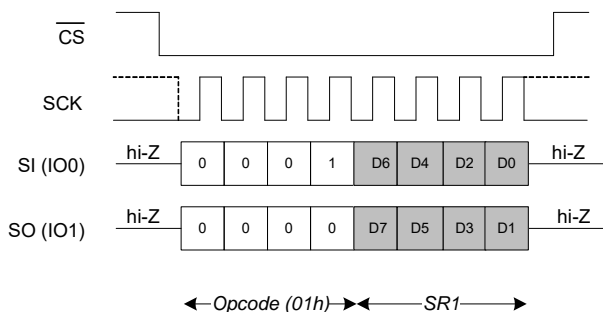 CS
SCK
hi-Z
hi-Z
SI (IO0)
0 0 0 1 D6 D4 D2 D0
hi-Z
hi-Z
SO (IO1)
0 0 0 0 D7 D5 D3 D1
Opcode (01h) SR1